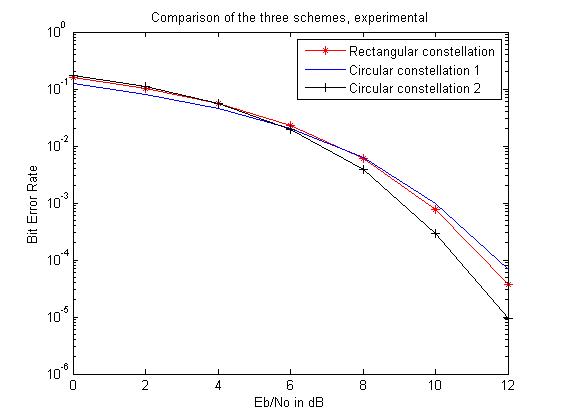 Comparison of the three schemes, experimental
Rectangular constellation
Circular constellation 1
Circular constellation 2
Bit Error Rate
10^0
10^-1
10^-2
10^-3
10^-4
10^-5
10^-6
0 2 4 6 8 10 12
Eb/No in dB